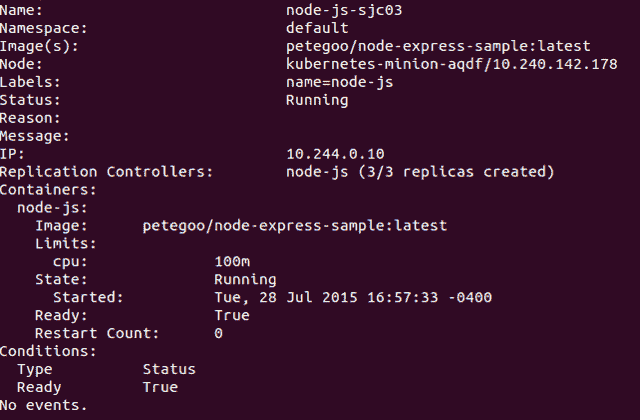 Name: node-js-sjc03
Namespace: default
Image(s): petegoo/node-express-sample:latest
Node: kubernetes-minion-aqdf/10.240.142.178
Labels: name=node-js
Status: Running
Reason:
Message:
IP: 10.244.0.10
Replication Controllers: node-js (3/3 replicas created)
Containers:
node-js:
Image: petegoo/node-express-sample:latest
Limits:
cpu: 100m
State: Running
Started: Tue, 28 Jul 2015 16:57:33 -0400
Ready: True
Restart Count: 0
Conditions:
Type Status
Ready True
No events.